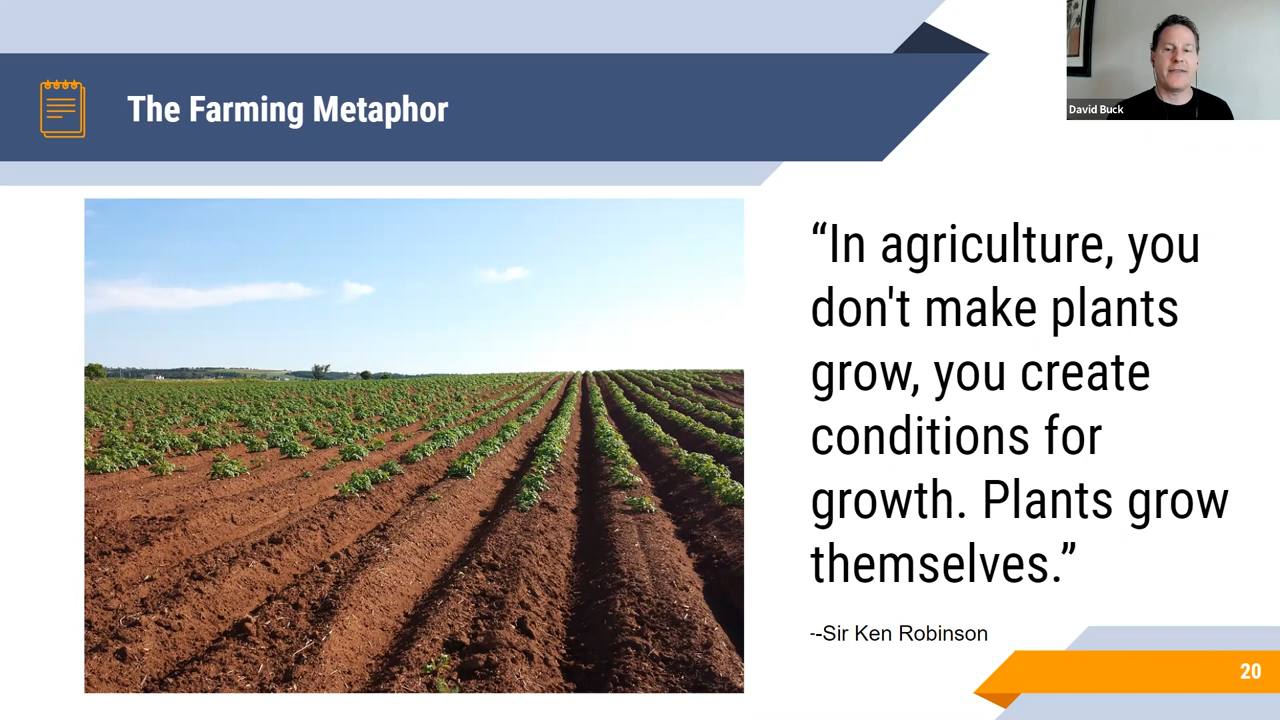 The Farming Metaphor
David Buck
“In agriculture, you
don't make plants
grow, you create
conditions for
growth. Plants grow
themselves.”
--Sir Ken Robinson
20